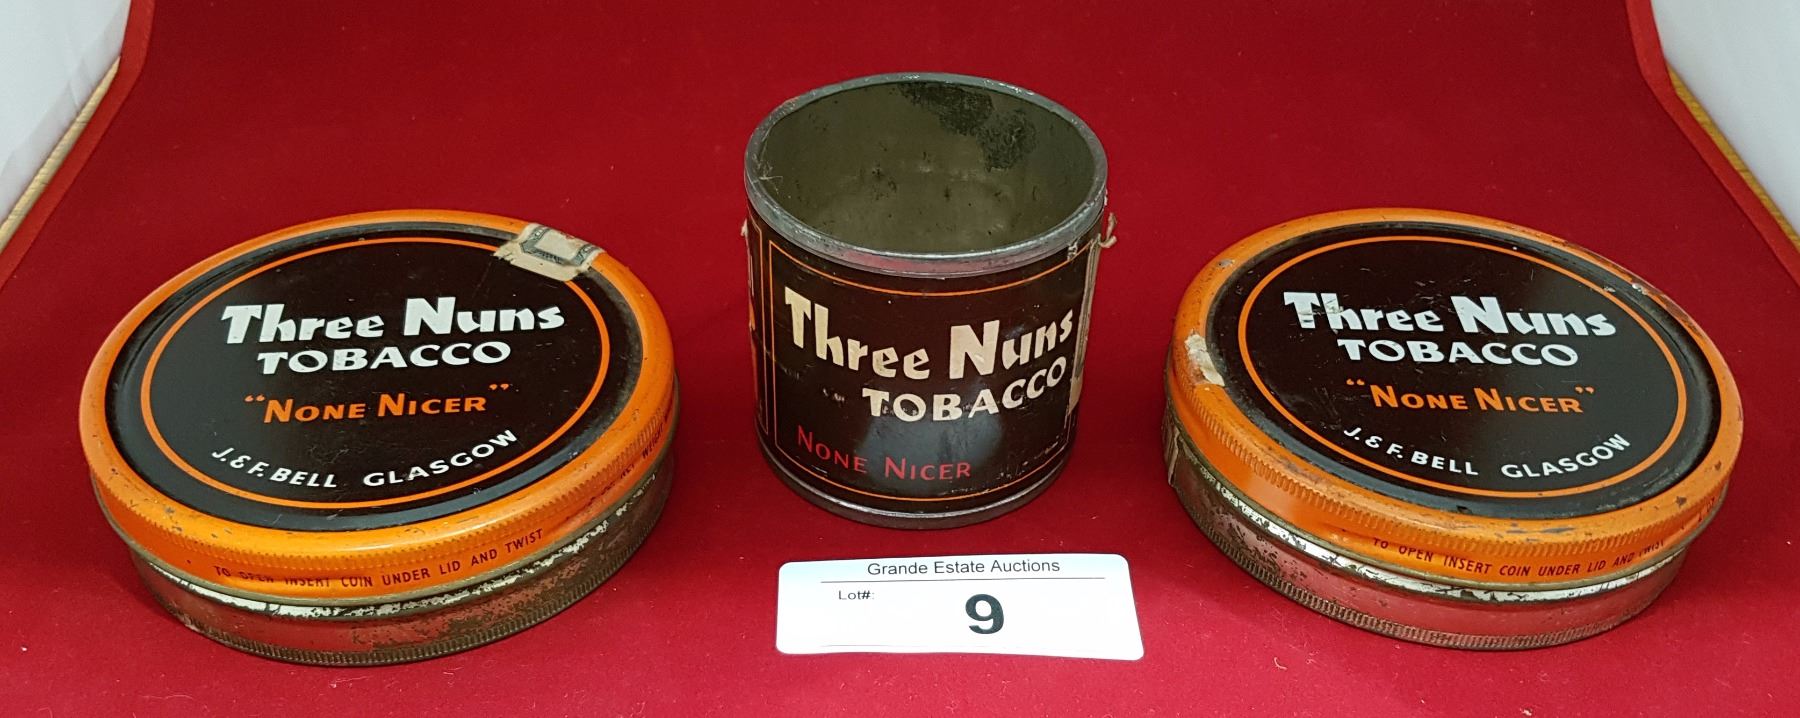 Three Nuns
TOBACCO
"NONE NICER"
J. & F. BELL GLASGOW
TO OPEN INSERT COIN UNDER LID AND TWIST
Three Nuns
TOBACCO
NONE NICER
Three Nuns
TOBACCO
"NONE NICER"
J. & F. BELL GLASGOW
TO OPEN INSERT COIN UNDER LID AND TWIST
Grande Estate Auctions
Lot#:
9